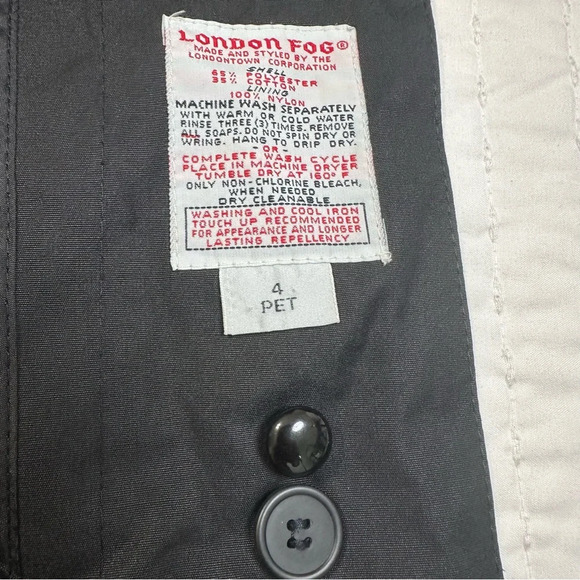 LONDON FOG®
MADE AND STYLED BY THE
LONDONTOWN CORPORATION
SHELL
65% POLYESTER
35% COTTON
LINING
100% NYLON
MACHINE WASH SEPARATELY
WITH WARM OR COLD WATER
RINSE THREE (3) TIMES. REMOVE
ALL SOAPS. DO NOT SPIN DRY OR
WRING. HANG TO DRIP DRY.
- OR -
COMPLETE WASH CYCLE
PLACE IN MACHINE DRYER
TUMBLE DRY AT 160° F
ONLY NON-CHLORINE BLEACH,
WHEN NEEDED
DRY CLEANABLE
WASHING AND COOL IRON
TOUCH UP RECOMMENDED
FOR APPEARANCE AND LONGER
LASTING REPELLENCY
4
PET